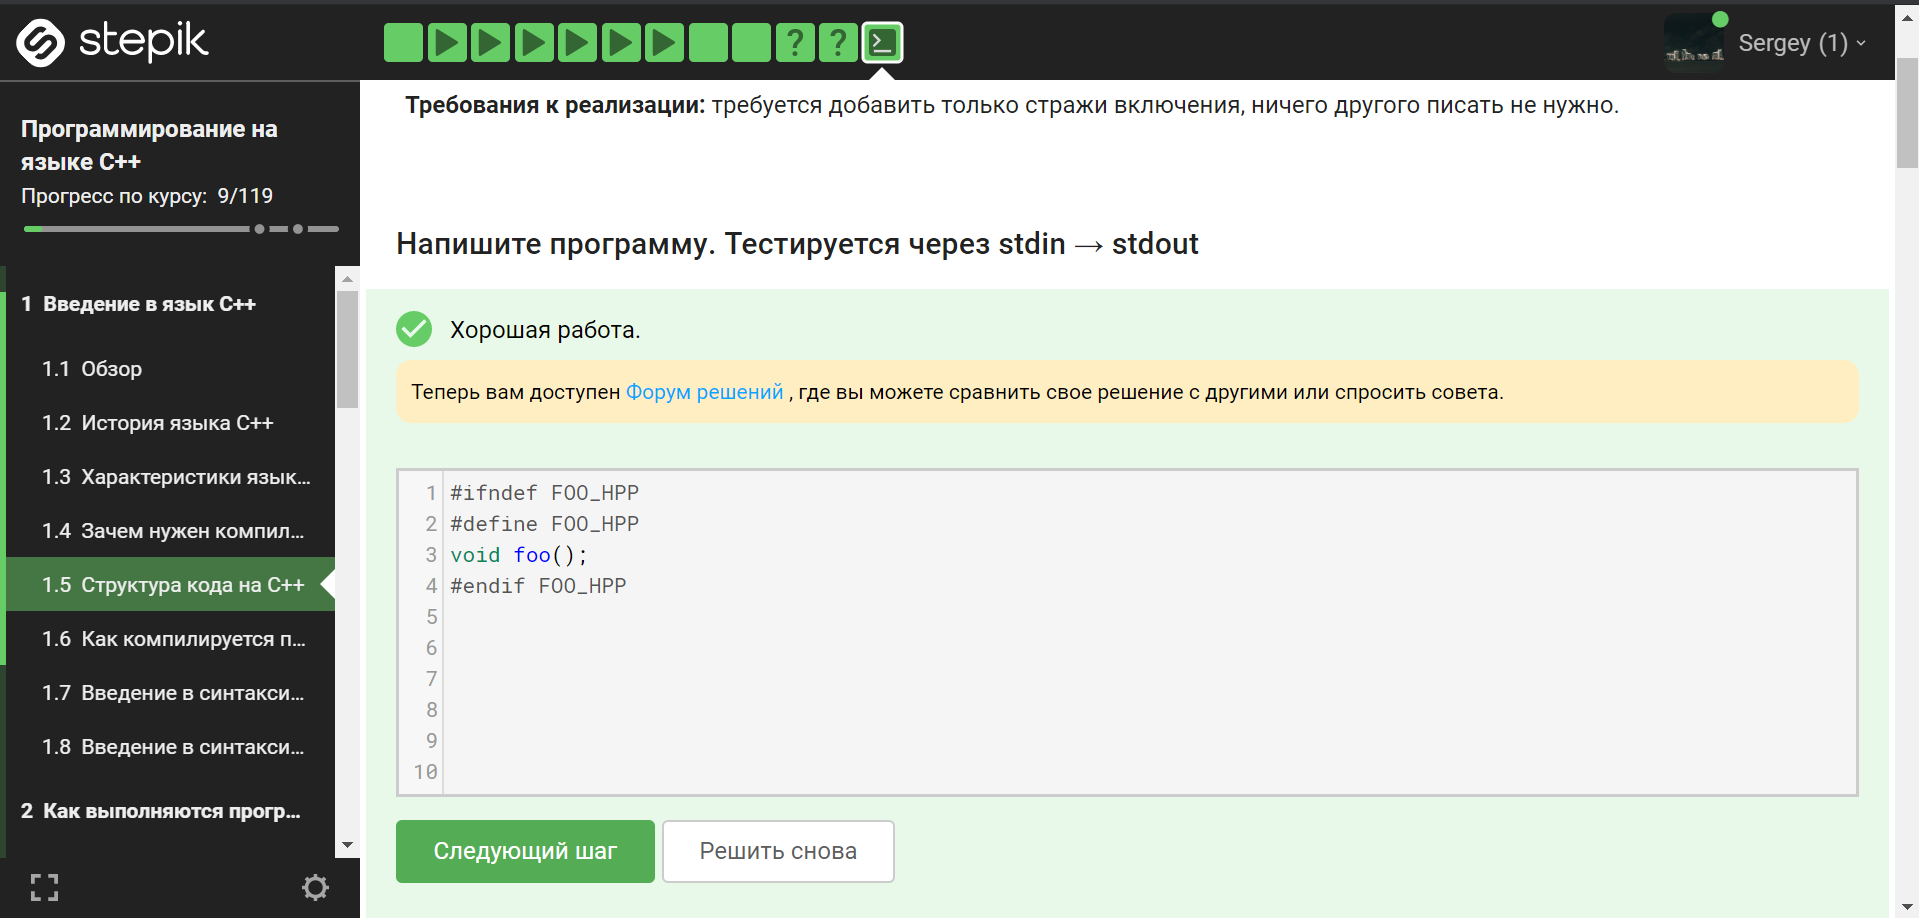 stepik
? ?
Sergey (1)
Программирование на
языке C++
Прогресс по курсу: 9/119
1 Введение в язык C++
1.1 Обзор
1.2 История языка C++
1.3 Характеристики язык...
1.4 Зачем нужен компил...
1.5 Структура кода на C++
1.6 Как компилируется п...
1.7 Введение в синтакси...
1.8 Введение в синтакси...
2 Как выполняются прогр...
Требования к реализации: требуется добавить только стражи включения, ничего другого писать не нужно.
Напишите программу. Тестируется через stdin → stdout
Хорошая работа.
Теперь вам доступен Форум решений , где вы можете сравнить свое решение с другими или спросить совета.
1 #ifndef FOO_HPP
2 #define FOO_HPP
3 void foo();
4 #endif FOO_HPP
5
6
7
8
9
10
Следующий шаг
Решить снова